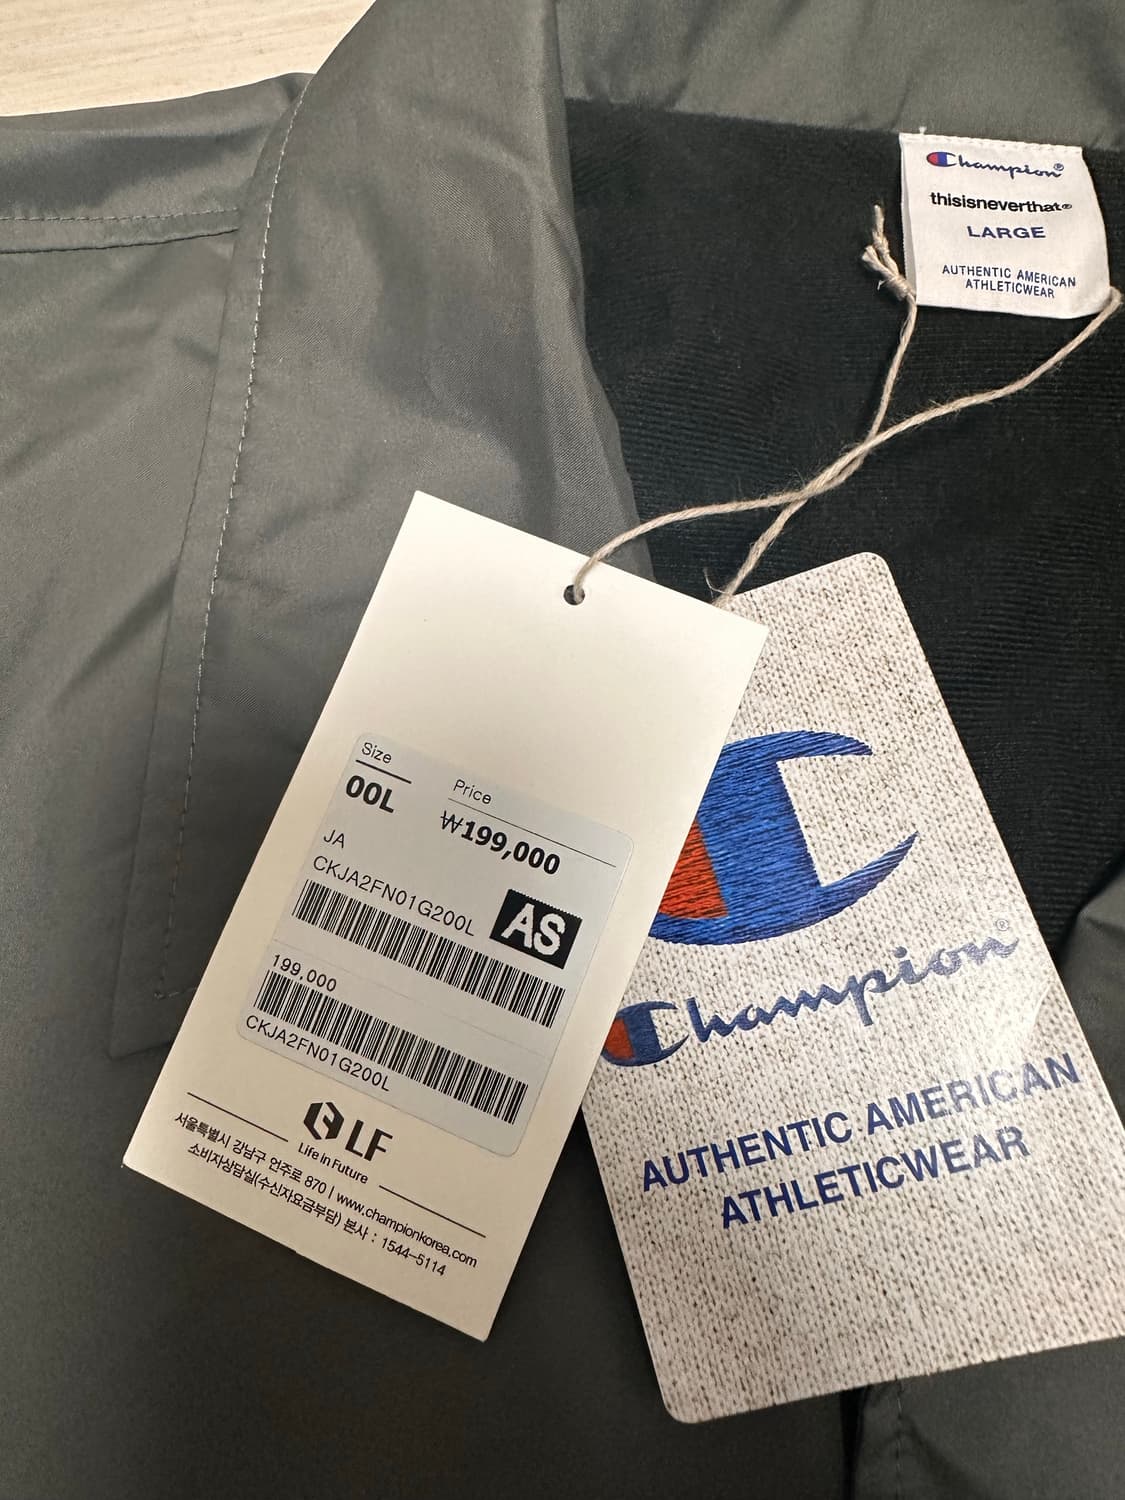 Champion®
thisisneverthat®
LARGE
AUTHENTIC AMERICAN
ATHLETICWEAR
Size
00L
Price
₩199,000
JA
CKJA2FN01G200L
AS
199,000
CKJA2FN01G200L
LF
Life In Future
서울특별시 강남구 언주로 870 | www.championkorea.com
소비자상담실(수신자요금부담) 본사 : 1544-5114
Champion®
AUTHENTIC AMERICAN
ATHLETICWEAR